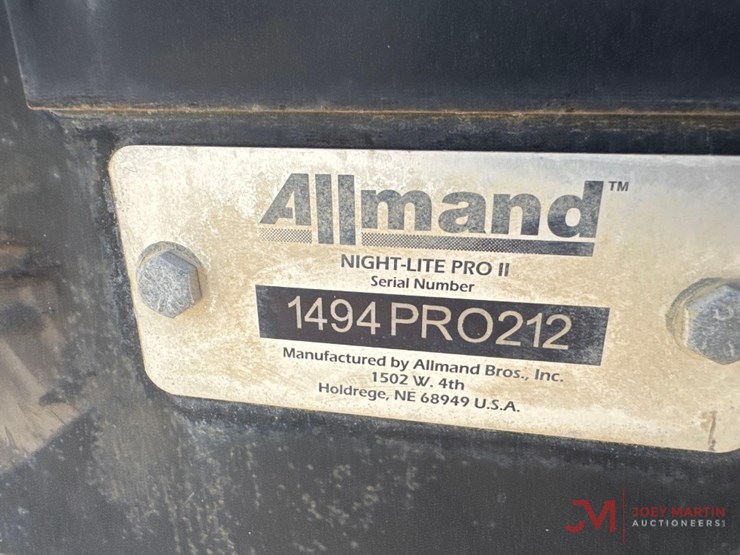 Allmand™
NIGHT-LITE PRO II
Serial Number
1494PRO212
Manufactured by Allmand Bros., Inc.
1502 W. 4th
Holdrege, NE 68949 U.S.A.
JM JOEY MARTIN
AUCTIONEERS